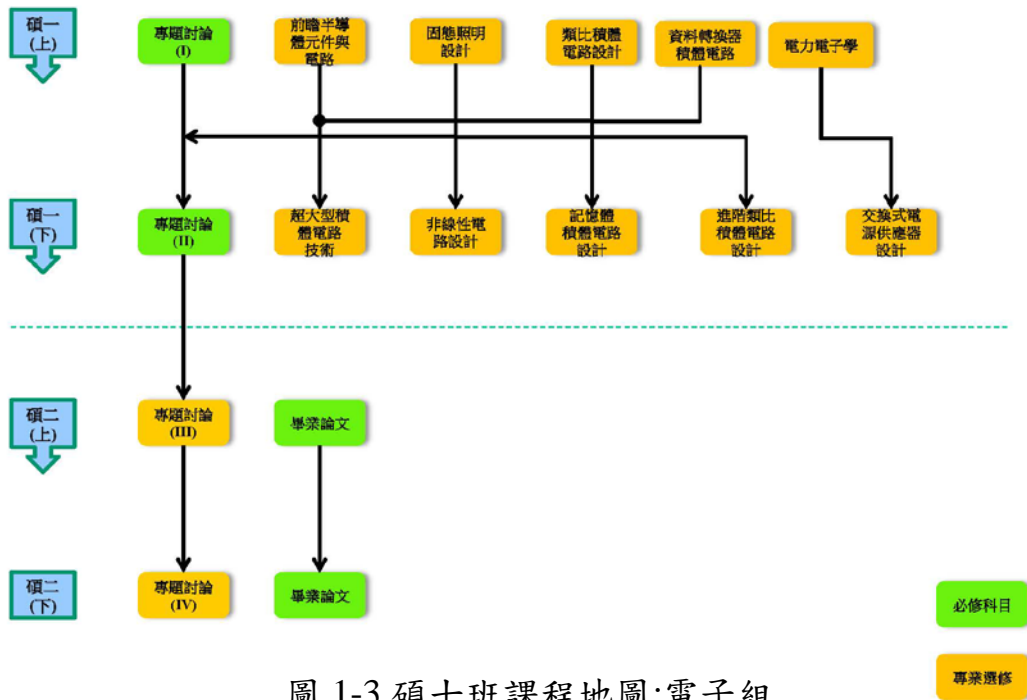 碩一
(上)
專題討論
(I)
前瞻半導
體元件與
電路
固態照明
設計
類比積體
電路設計
資料轉換器
積體電路
電力電子學
碩一
(下)
專題討論
(II)
超大型積
體電路
技術
非線性電
路設計
記憶體
積體電路
設計
進階類比
積體電路
設計
交換式電
源供應器
設計
碩二
(上)
專題討論
(III)
畢業論文
碩二
(下)
專題討論
(IV)
畢業論文
必修科目
專業選修
圖 1-3 碩士班課程地圖:電子組